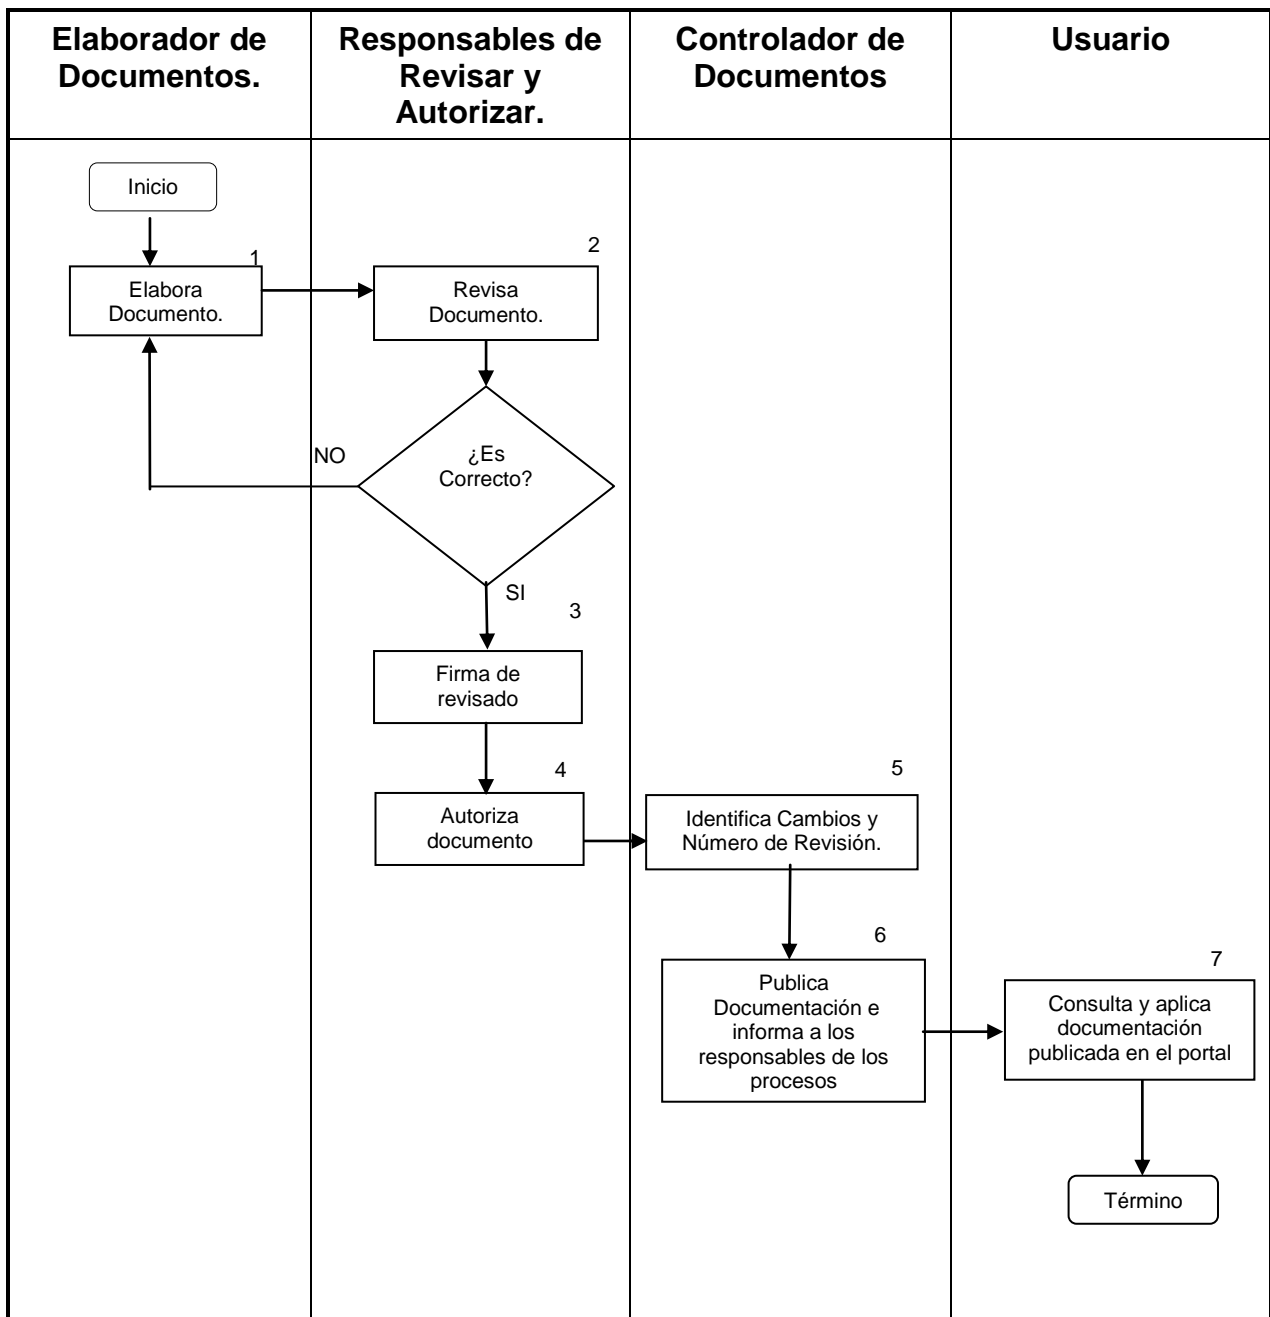 Elaborador de
Documentos.
Responsables de
Revisar y
Autorizar.
Controlador de
Documentos
Usuario
Inicio
1
Elabora
Documento.
2
Revisa
Documento.
¿Es
Correcto?
NO
SI
3
Firma de
revisado
4
Autoriza
documento
5
Identifica Cambios y
Número de Revisión.
6
Publica
Documentación e
informa a los
responsables de los
procesos
7
Consulta y aplica
documentación
publicada en el portal
Término